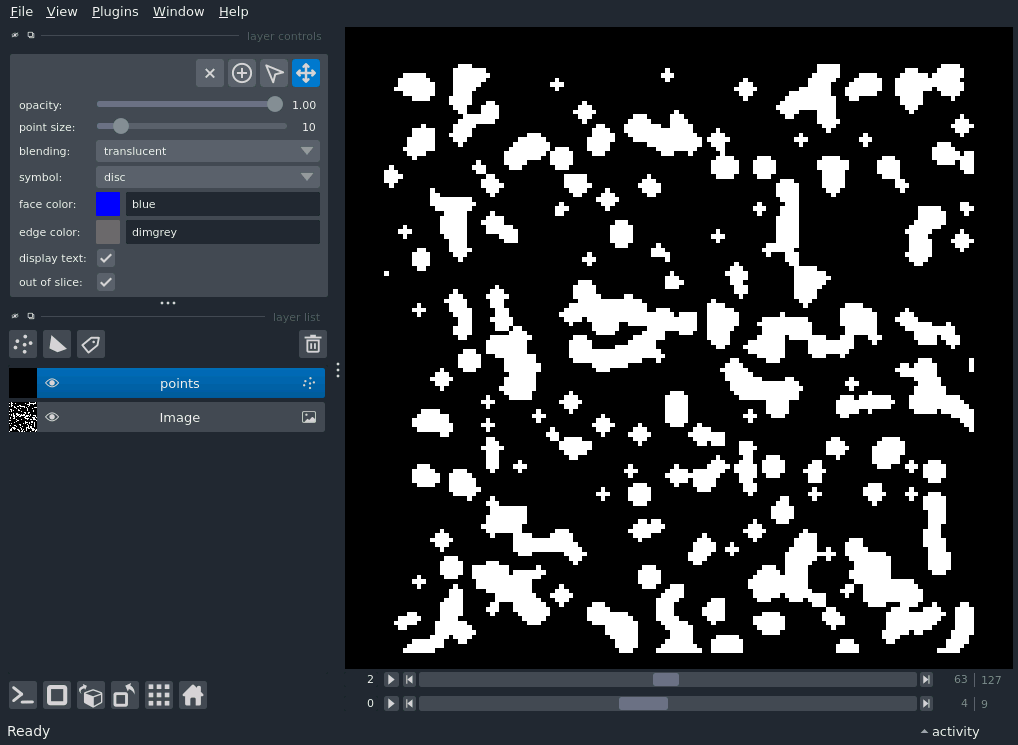 File View Plugins Window Help
layer controls
opacity: 1.00
point size: 10
blending: translucent
symbol: disc
face color: blue
edge color: dimgrey
display text:
out of slice:
layer list
points
Image
2 63 127
0 4 9
Ready activity